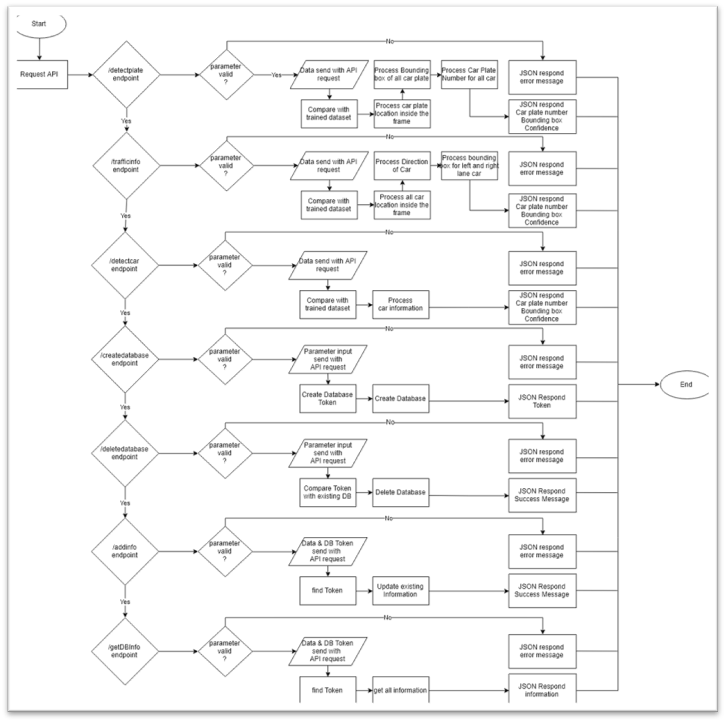 Start
Request API
/detectplate
endpoint
parameter
valid
?
No
Yes
Data send with API
request
Process Bounding
box of all car plate
Process Car Plate
Number for all car
JSON respond
error message
Compare with
trained dataset
Process car plate
location inside the
frame
JSON respond
Car plate number
Bounding box
Confidence
Yes
/trafficinfo
endpoint
parameter
valid
?
No
Data send with API
request
Process Direction
of Car
Process bounding
box for left and right
lane car
JSON respond
error message
Compare with
trained dataset
Process all car
location inside the
frame
JSON respond
Car plate number
Bounding box
Confidence
Yes
/detectcar
endpoint
parameter
valid
?
No
Data send with API
request
JSON respond
error message
Compare with
trained dataset
Process
car information
JSON respond
Car plate number
Bounding box
Confidence
Yes
/createdatabase
endpoint
parameter
valid
?
No
Parameter input
send with
API request
JSON respond
error message
Create Database
Token
Create Database
JSON Respond
Token
End
Yes
/deletedatabase
endpoint
parameter
valid
?
No
Parameter input
send with
API request
JSON respond
error message
Compare Token
with existing DB
Delete Database
JSON Respond
Success Message
Yes
/addinfo
endpoint
parameter
valid
?
No
Data & DB Token
send with
API request
JSON respond
error message
find Token
Update existing
Information
JSON Respond
Success Message
Yes
/getDBInfo
endpoint
parameter
valid
?
No
Data & DB Token
send with
API request
JSON respond
error message
find Token
get all information
JSON Respond
information